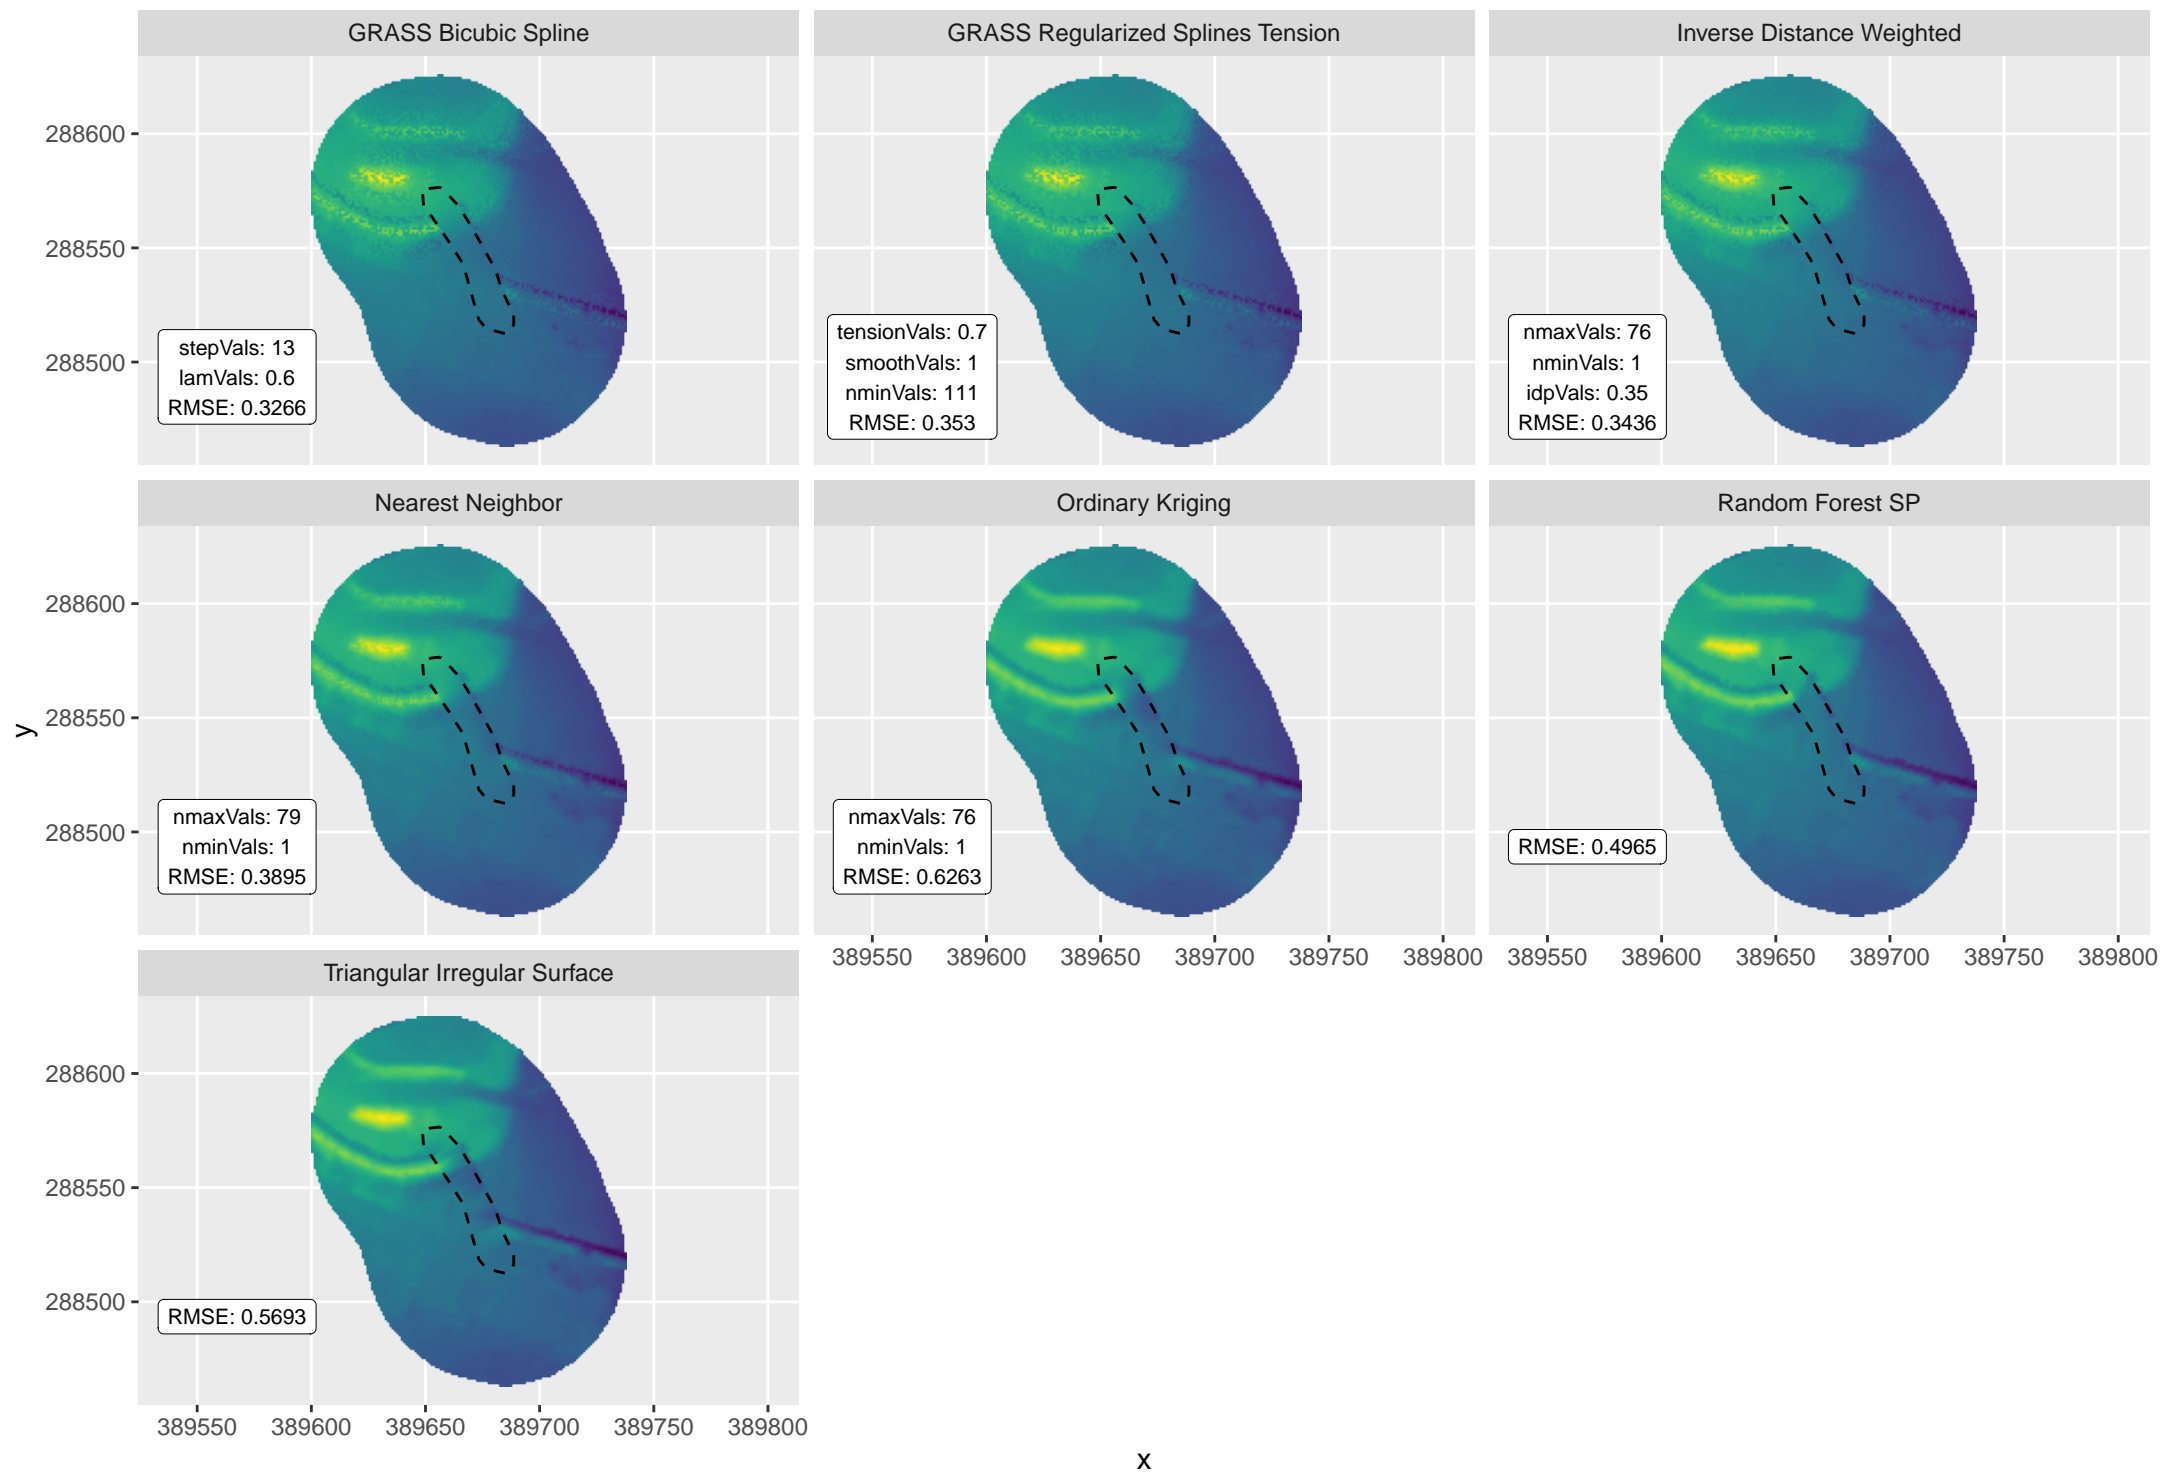 GRASS Bicubic Spline
GRASS Regularized Splines Tension
Inverse Distance Weighted
288600
288550
288500
stepVals: 13
lamVals: 0.6
RMSE: 0.3266
tensionVals: 0.7
smoothVals: 1
nminVals: 111
RMSE: 0.353
nmaxVals: 76
nminVals: 1
idpVals: 0.35
RMSE: 0.3436
Nearest Neighbor
Ordinary Kriging
Random Forest SP
288600
288550
288500
y
nmaxVals: 79
nminVals: 1
RMSE: 0.3895
nmaxVals: 76
nminVals: 1
RMSE: 0.6263
RMSE: 0.4965
389550 389600 389650 389700 389750 389800
389550 389600 389650 389700 389750 389800
Triangular Irregular Surface
288600
288550
288500
RMSE: 0.5693
389550 389600 389650 389700 389750 389800
x